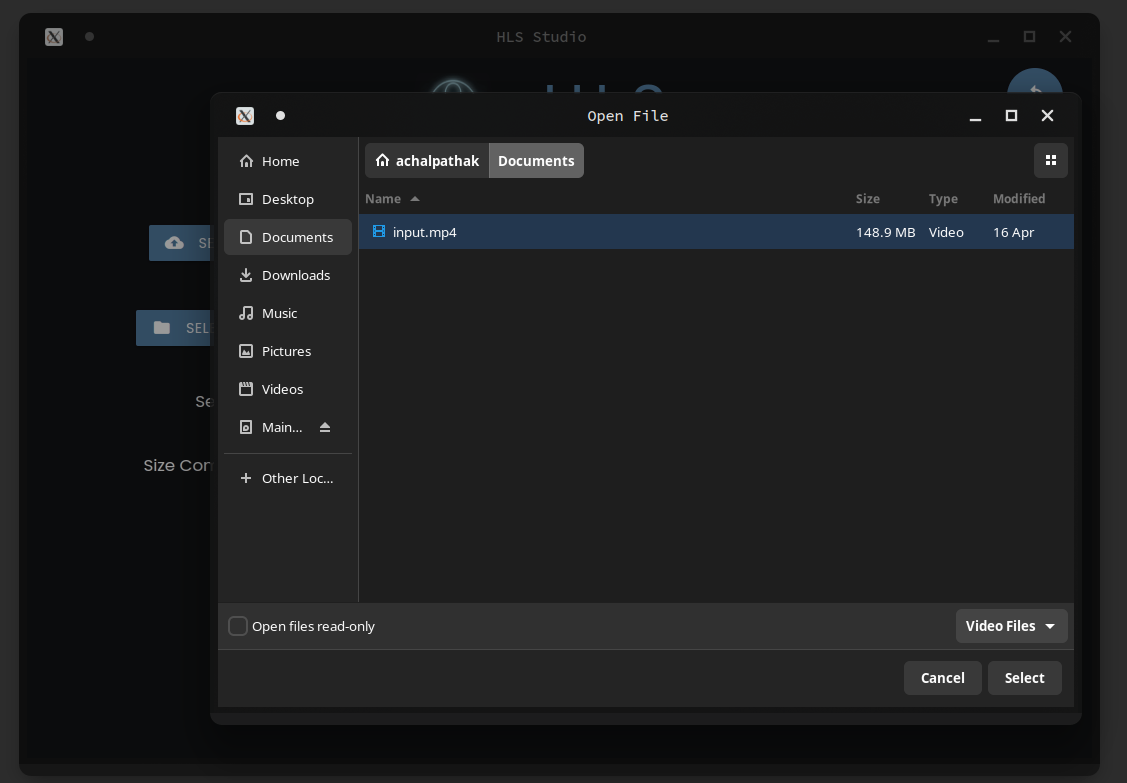 HLS Studio
HLS
Open File
Home
achalpathak Documents
Name Size Type Modified
Desktop
Documents
input.mp4 148.9 MB Video 16 Apr
Downloads
Music
Pictures
Videos
Main...
Other Loc...
SE
SEL
Se
Size Com
Open files read-only
Video Files
Cancel Select